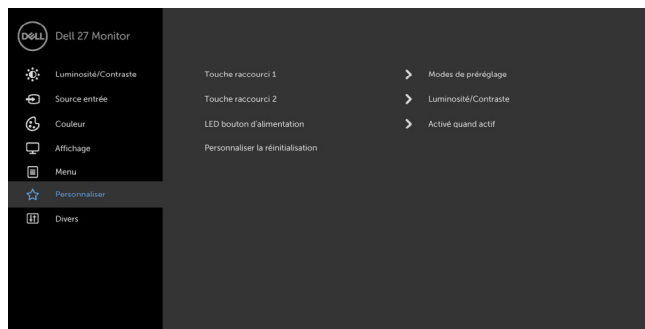 DELL Dell 27 Monitor
Luminosité/Contraste Touche raccourci 1 Modes de préréglage
Source entrée Touche raccourci 2 Luminosité/Contraste
Couleur LED bouton d'alimentation Activé quand actif
Affichage Personnaliser la réinitialisation
Menu
Personnaliser
Divers